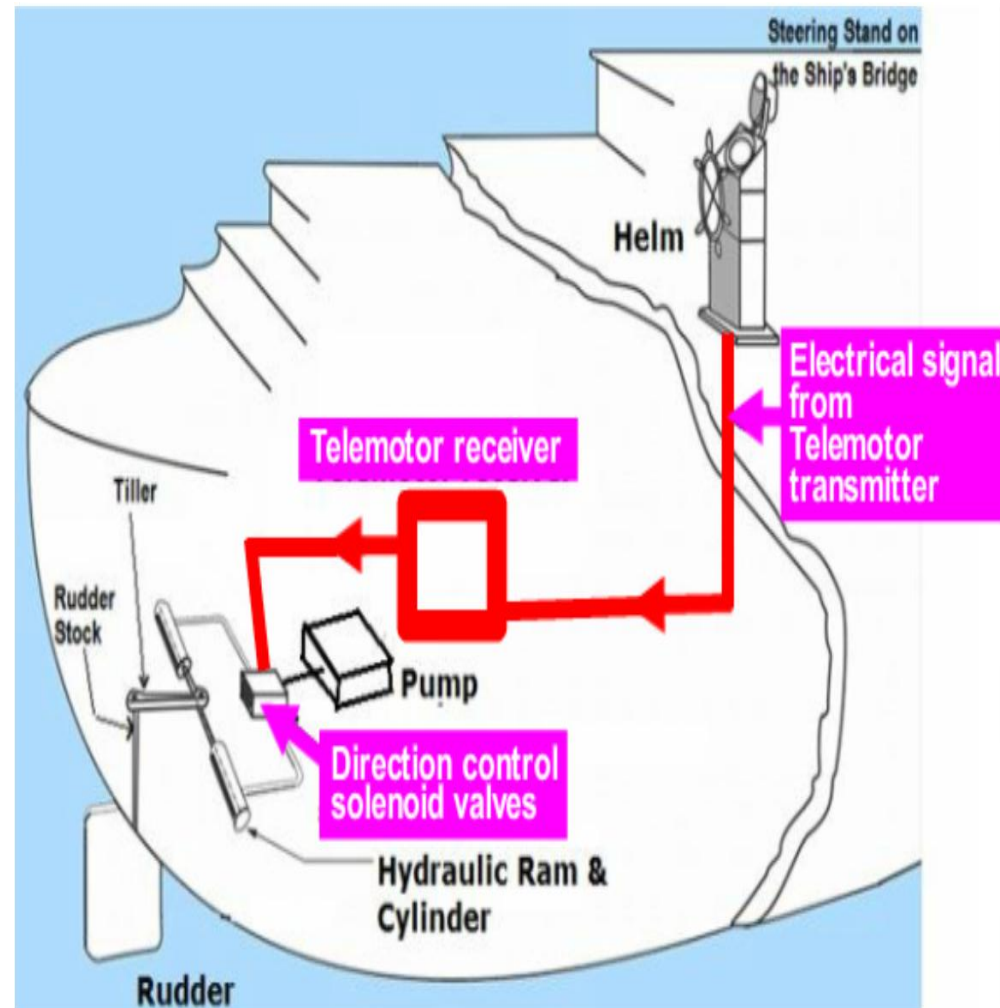 Steering Stand on
the Ship's Bridge
Helm
Electrical signal
from
Telemotor
transmitter
Telemotor receiver
Tiller
Rudder
Stock
Pump
Direction control
solenoid valves
Hydraulic Ram &
Cylinder
Rudder